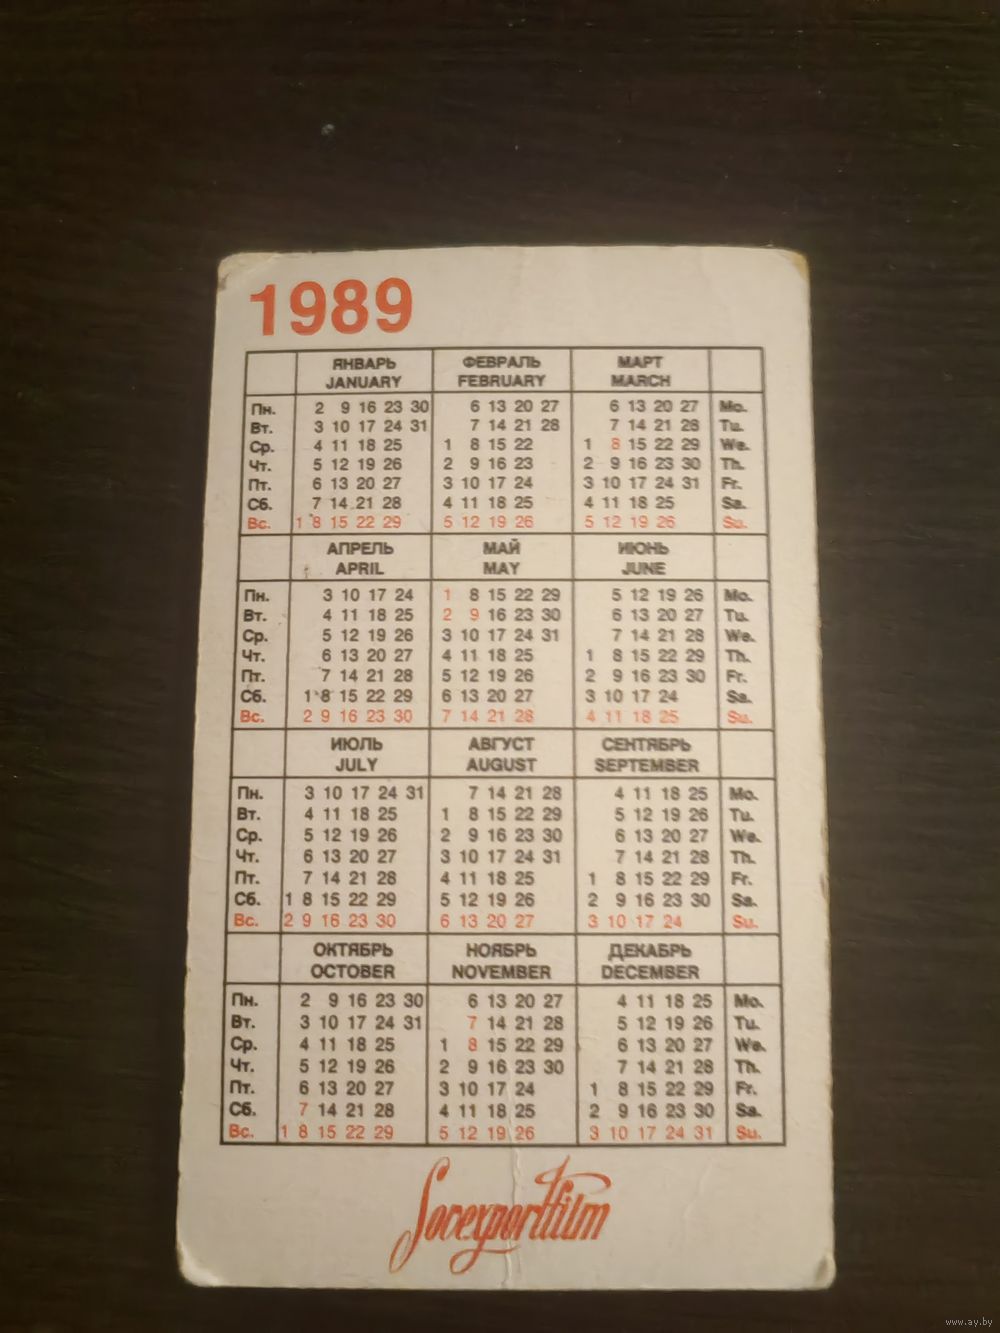 1989
ЯНВАРЬ ФЕВРАЛЬ МАРТ
JANUARY FEBRUARY MARCH
Пн. 2 9 16 23 30 6 13 20 27 6 13 20 27 Mo.
Вт. 3 10 17 24 31 7 14 21 28 7 14 21 28 Tu.
Ср. 4 11 18 25 1 8 15 22 1 8 15 22 29 We.
Чт. 5 12 19 26 2 9 16 23 2 9 16 23 30 Th.
Пт. 6 13 20 27 3 10 17 24 3 10 17 24 31 Fr.
Сб. 7 14 21 28 4 11 18 25 4 11 18 25 Sa.
Вс. 1 8 15 22 29 5 12 19 26 5 12 19 26 Su.
АПРЕЛЬ МАЙ ИЮНЬ
APRIL MAY JUNE
Пн. 3 10 17 24 1 8 15 22 29 5 12 19 26 Mo.
Вт. 4 11 18 25 2 9 16 23 30 6 13 20 27 Tu.
Ср. 5 12 19 26 3 10 17 24 31 7 14 21 28 We.
Чт. 6 13 20 27 4 11 18 25 1 8 15 22 29 Th.
Пт. 7 14 21 28 5 12 19 26 2 9 16 23 30 Fr.
Сб. 1 8 15 22 29 6 13 20 27 3 10 17 24 Sa.
Вс. 2 9 16 23 30 7 14 21 28 4 11 18 25 Su.
ИЮЛЬ АВГУСТ СЕНТЯБРЬ
JULY AUGUST SEPTEMBER
Пн. 3 10 17 24 31 7 14 21 28 4 11 18 25 Mo.
Вт. 4 11 18 25 1 8 15 22 29 5 12 19 26 Tu.
Ср. 5 12 19 26 2 9 16 23 30 6 13 20 27 We.
Чт. 6 13 20 27 3 10 17 24 31 7 14 21 28 Th.
Пт. 7 14 21 28 4 11 18 25 1 8 15 22 29 Fr.
Сб. 1 8 15 22 29 5 12 19 26 2 9 16 23 30 Sa.
Вс. 2 9 16 23 30 6 13 20 27 3 10 17 24 Su.
ОКТЯБРЬ НОЯБРЬ ДЕКАБРЬ
OCTOBER NOVEMBER DECEMBER
Пн. 2 9 16 23 30 6 13 20 27 4 11 18 25 Mo.
Вт. 3 10 17 24 31 7 14 21 28 5 12 19 26 Tu.
Ср. 4 11 18 25 1 8 15 22 29 6 13 20 27 We.
Чт. 5 12 19 26 2 9 16 23 30 7 14 21 28 Th.
Пт. 6 13 20 27 3 10 17 24 1 8 15 22 29 Fr.
Сб. 7 14 21 28 4 11 18 25 2 9 16 23 30 Sa.
Вс. 1 8 15 22 29 5 12 19 26 3 10 17 24 31 Su.
Sovexportfilm
www.ay.by